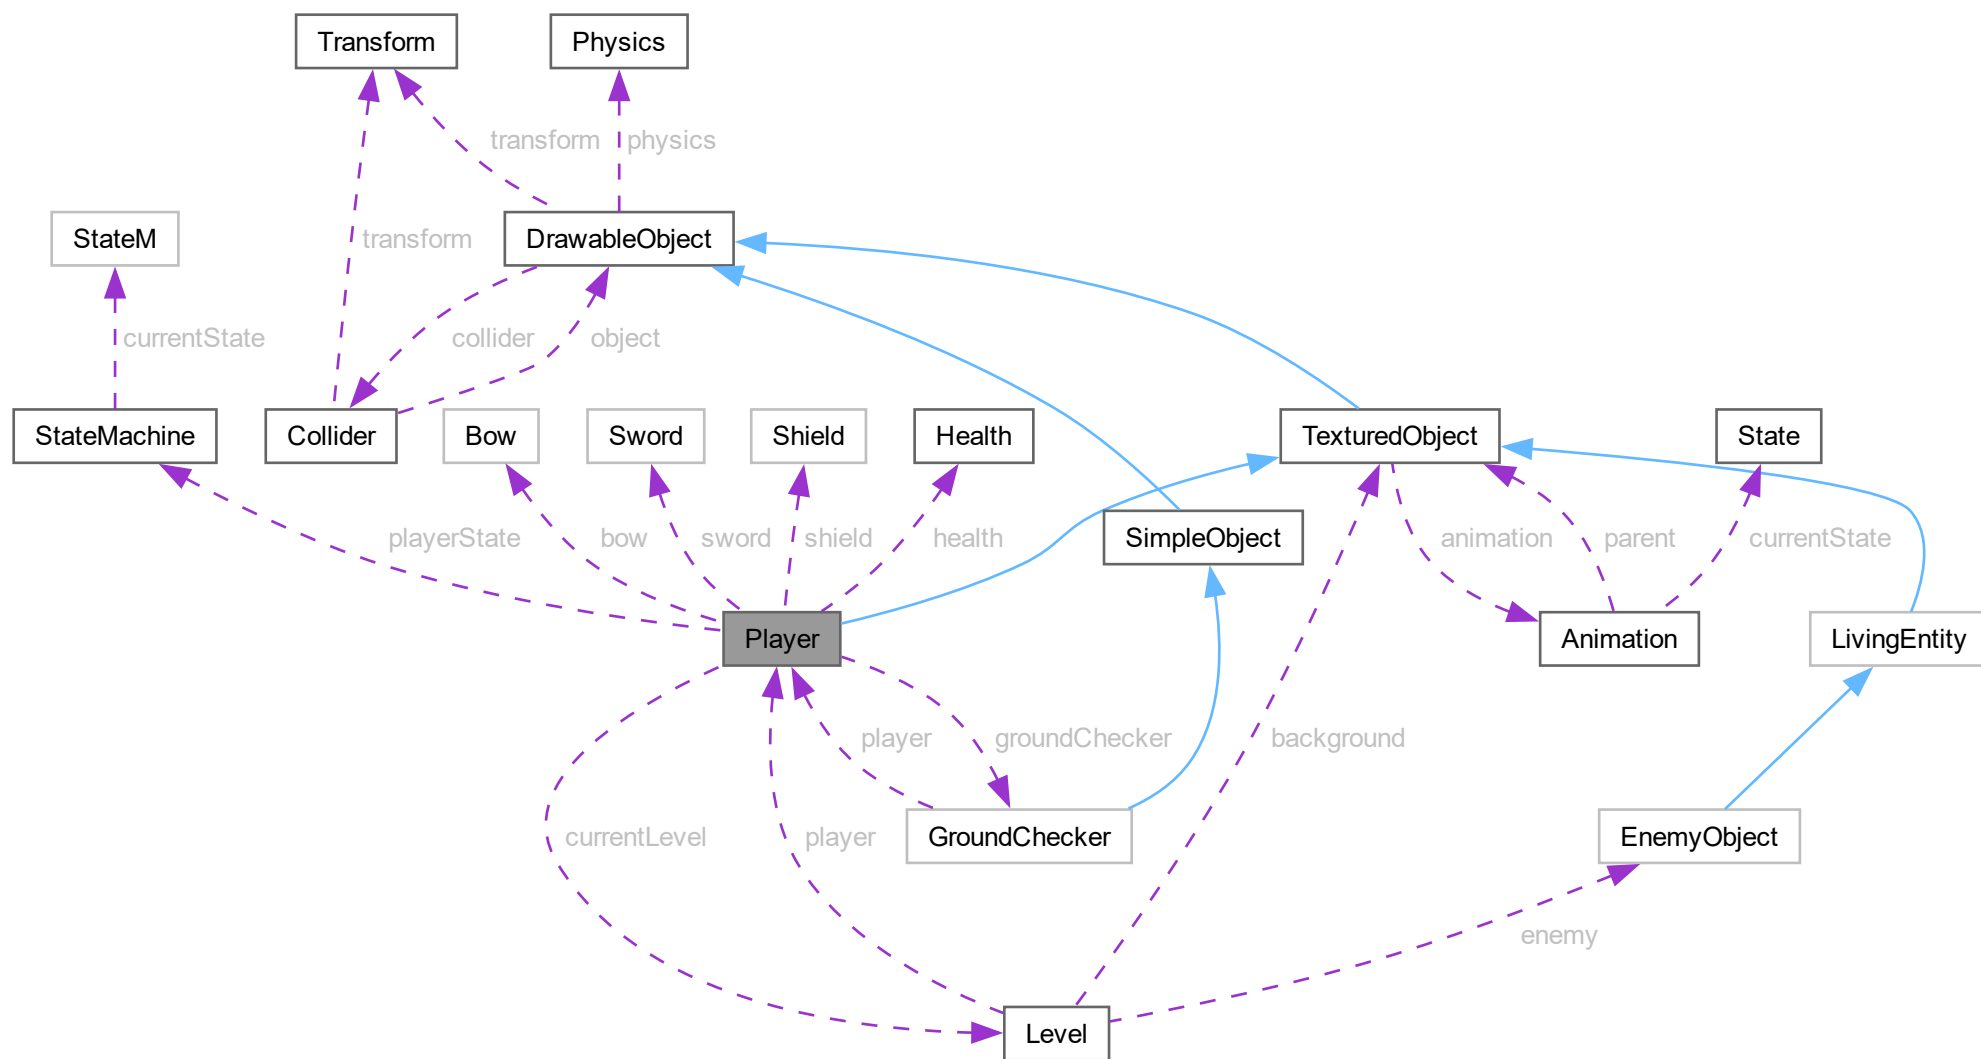 Transform
Physics
transform
physics
StateM
transform
DrawableObject
currentState
collider
object
StateMachine
Collider
Bow
Sword
Shield
Health
TexturedObject
State
playerState
bow
sword
shield
health
SimpleObject
animation
parent
currentState
Player
Animation
LivingEntity
player
groundChecker
background
currentLevel
player
GroundChecker
EnemyObject
enemy
Level